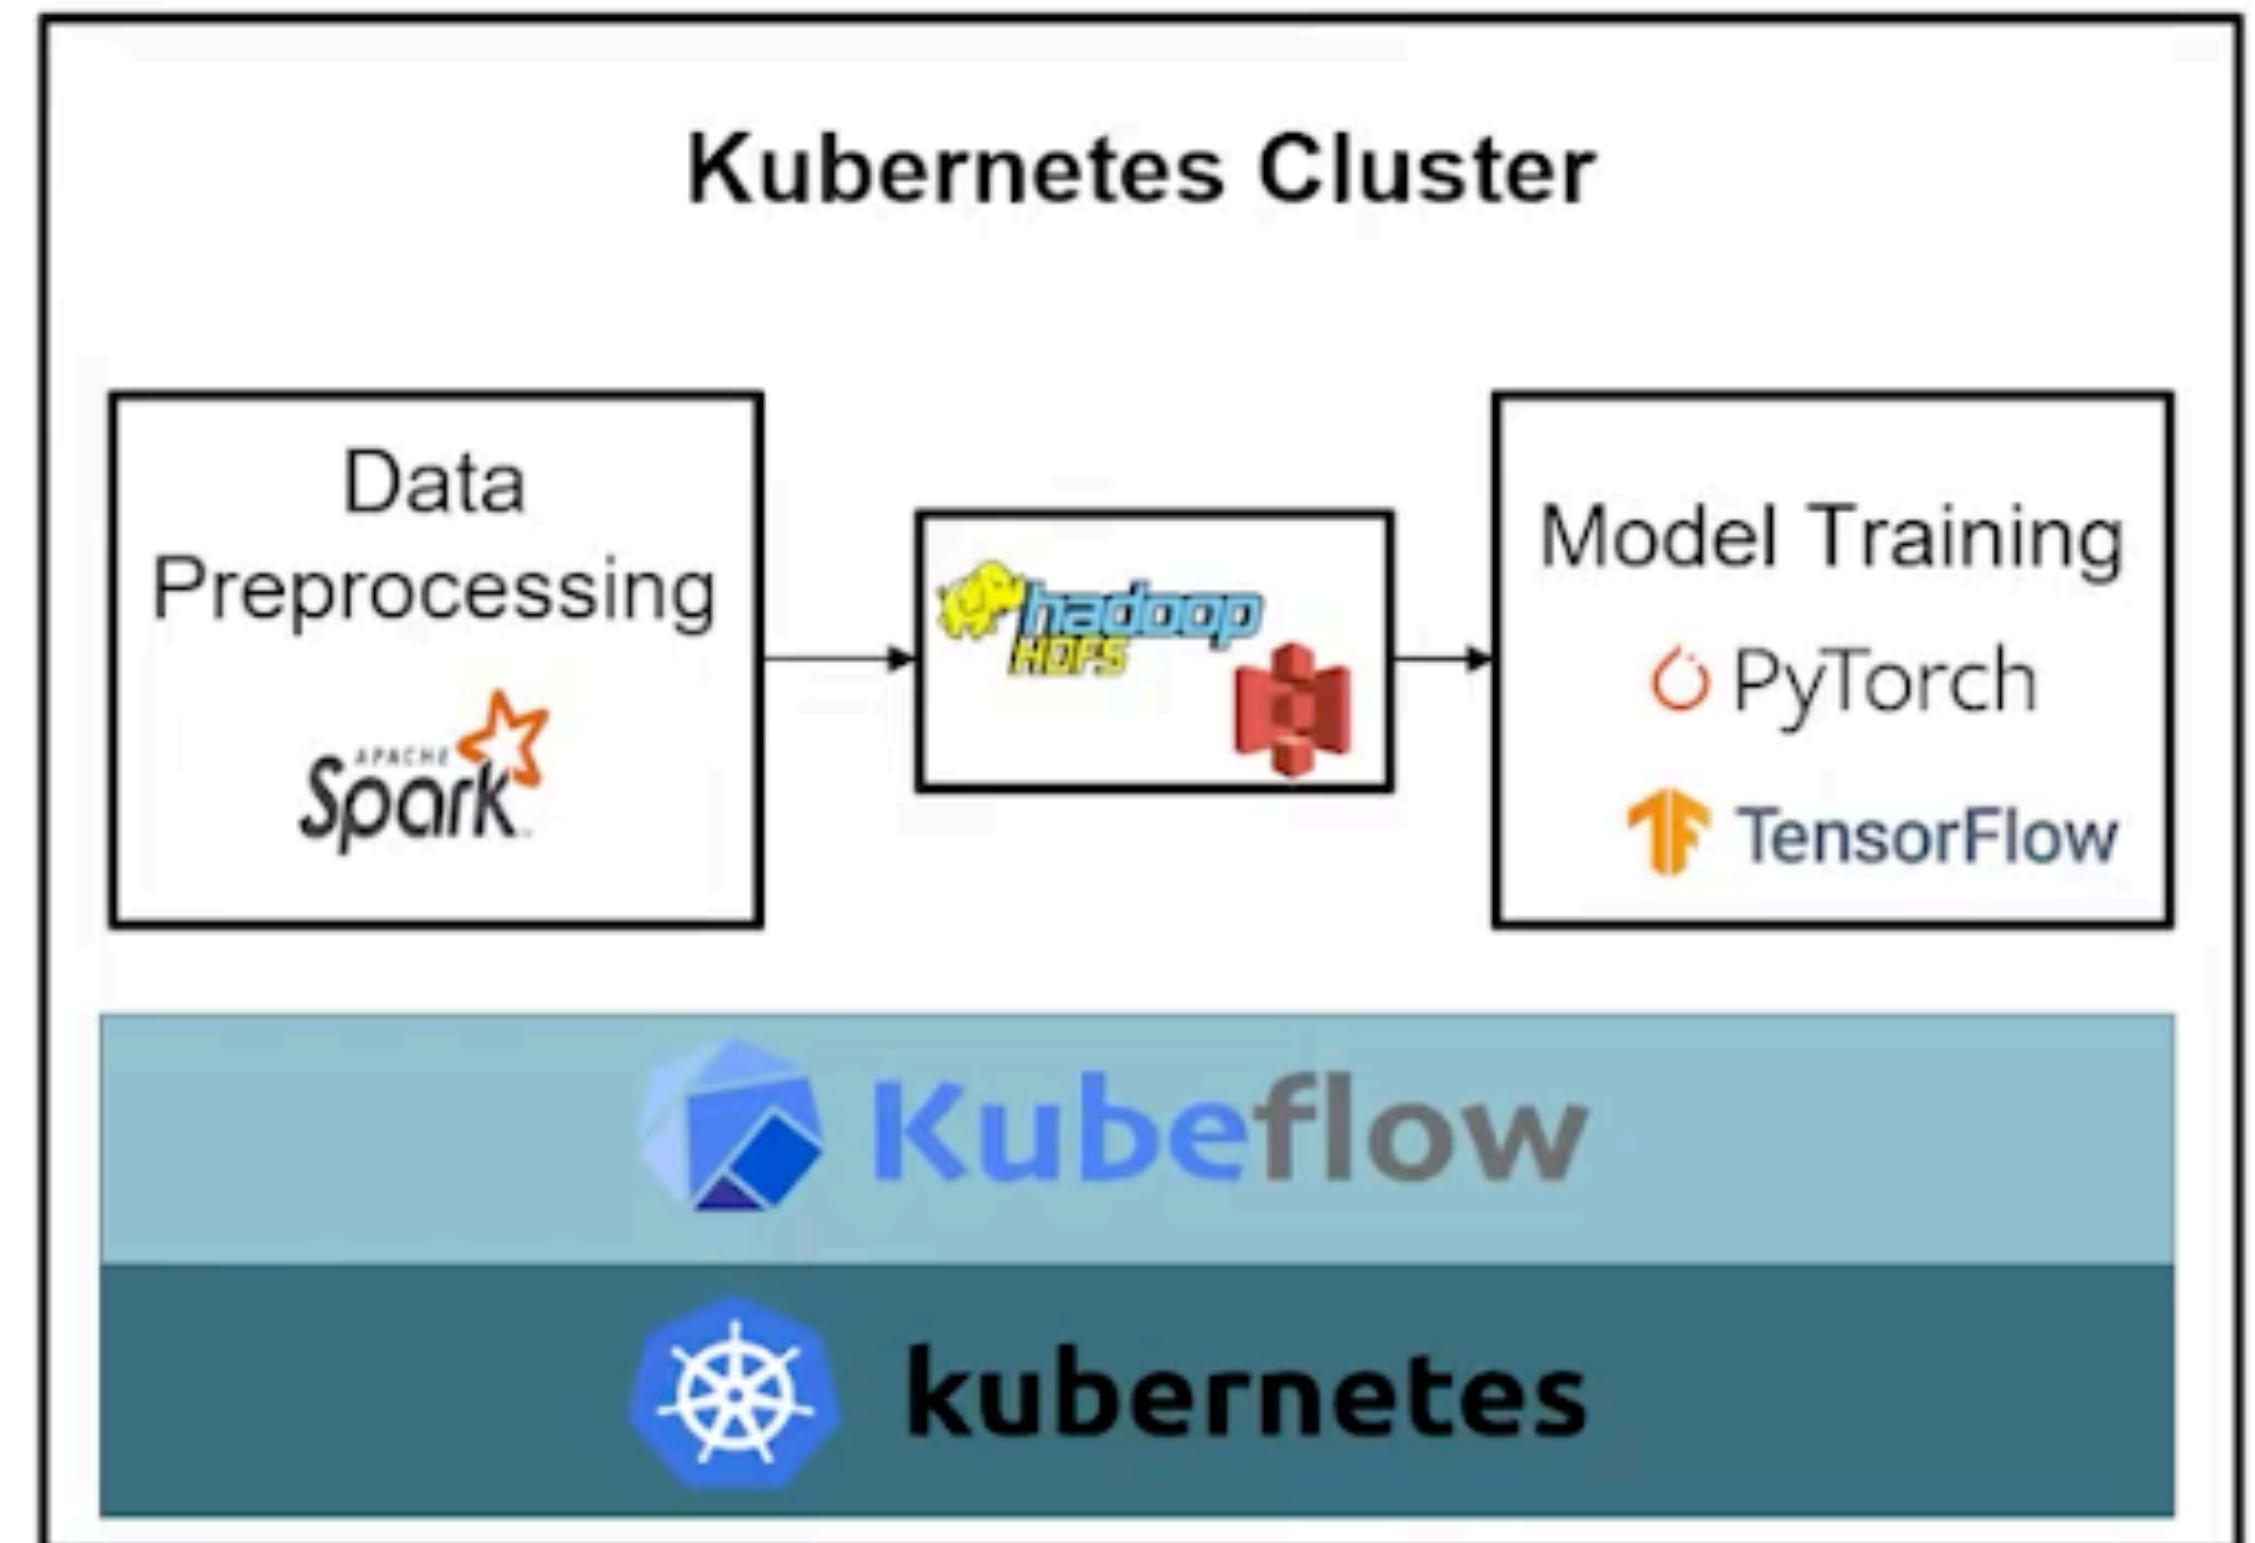 Kubernetes Cluster
Data
Preprocessing
APACHE
Spark
hadoop
HDFS
Model Training
PyTorch
TensorFlow
Kubeflow
kubernetes